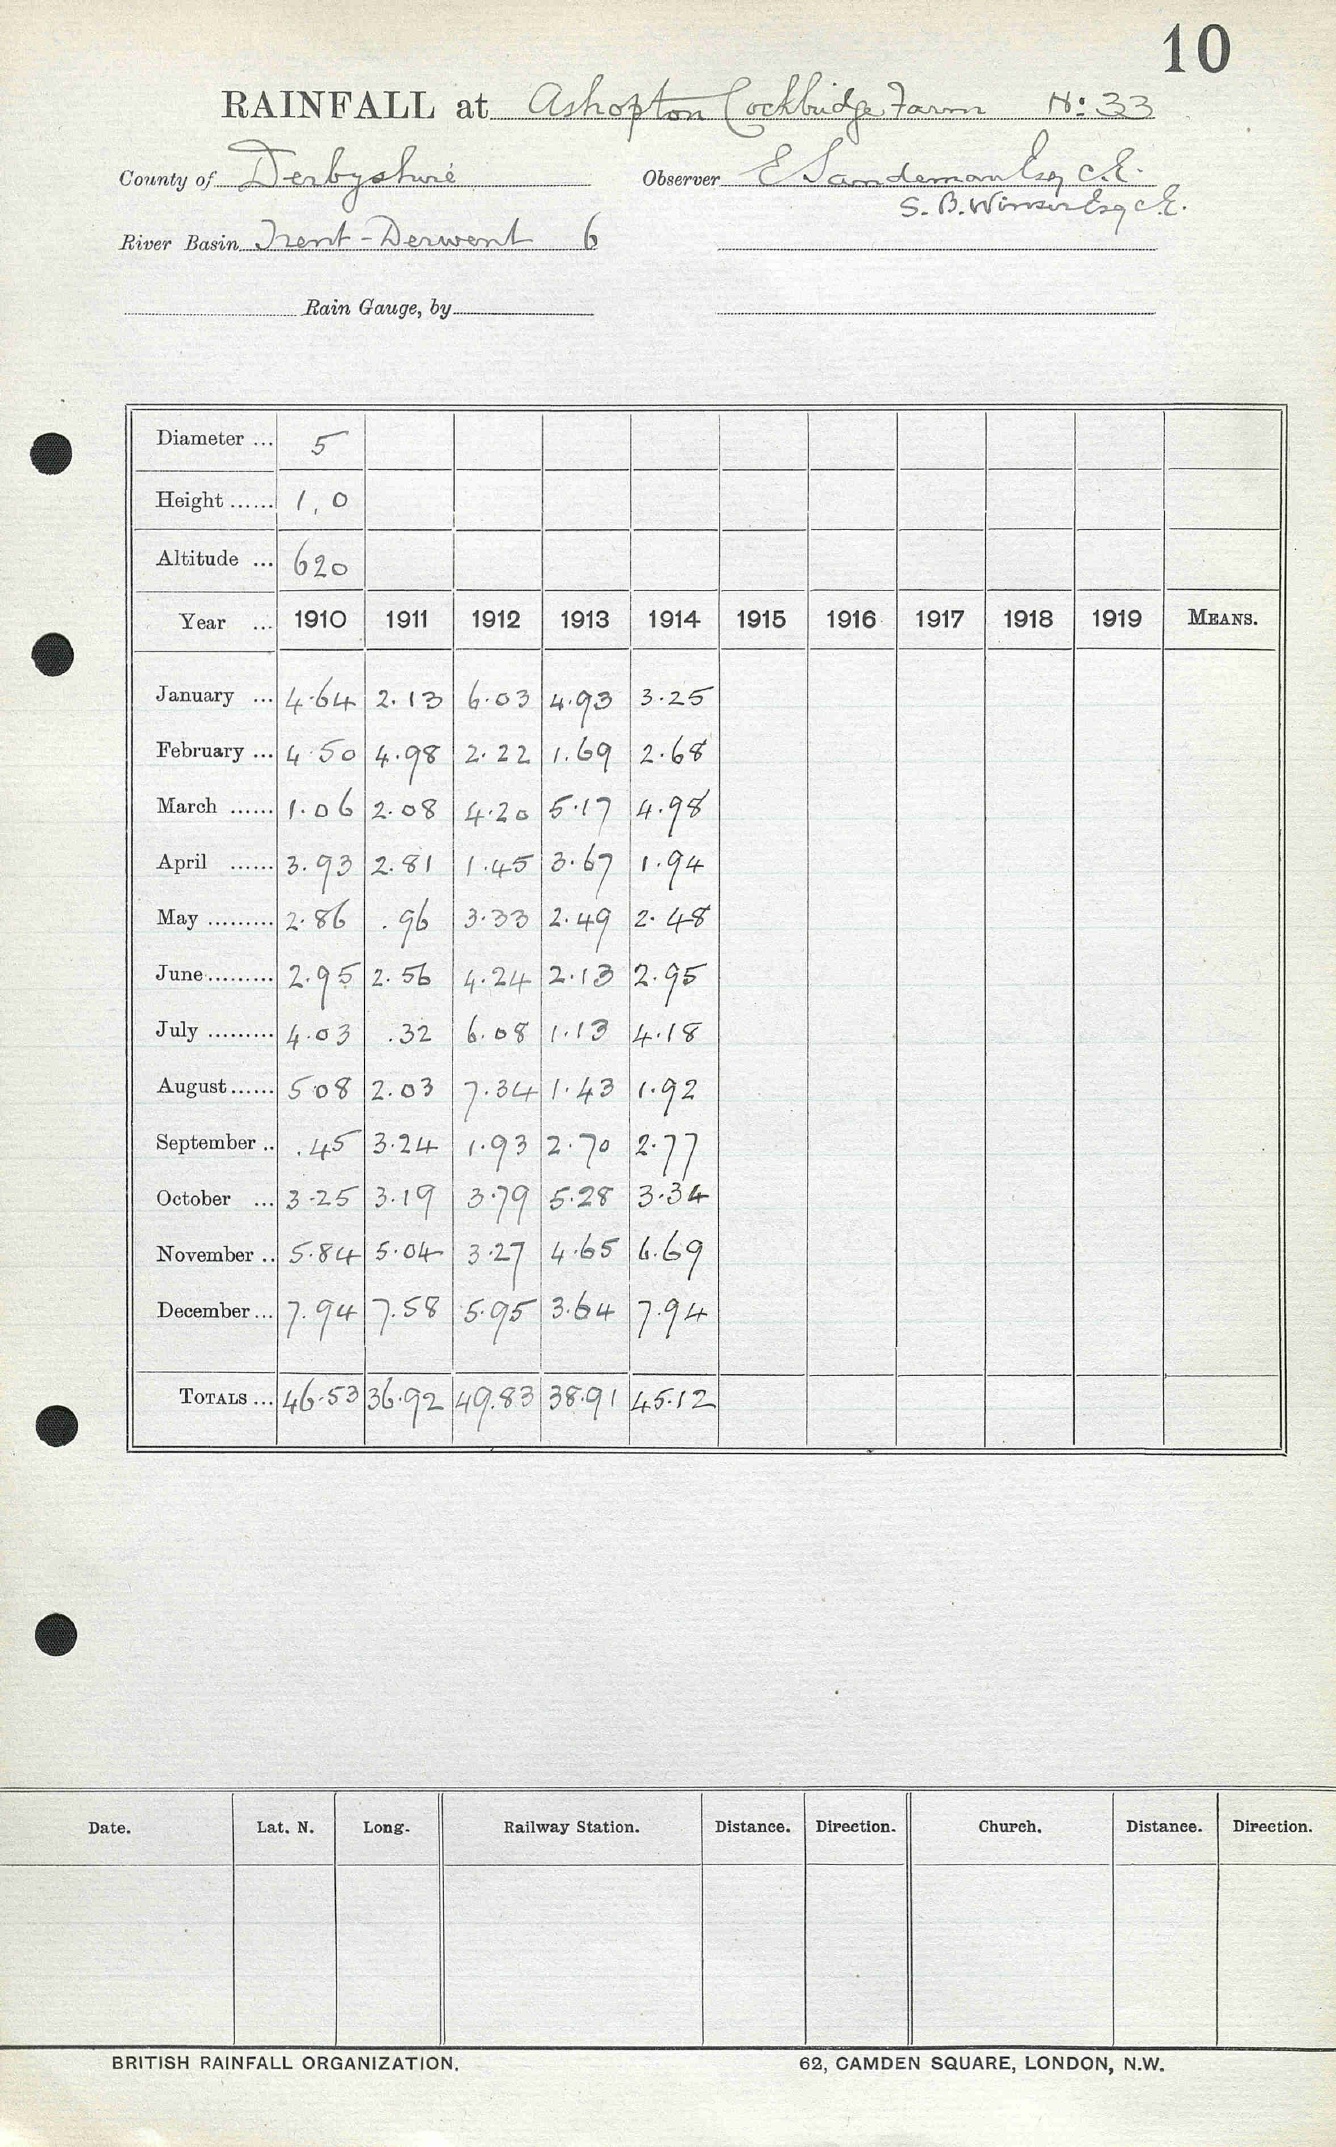 10
RAINFALL at Ashopton Cockbridge Farm No: 33
County of Derbyshire Observer E Sandeman Esq C.E.
S. B. Winser Esq C.E.
River Basin Trent - Derwent 6
Rain Gauge, by
Diameter ... 5
Height ...... 1,0
Altitude ... 620
Year ... 1910 1911 1912 1913 1914 1915 1916 1917 1918 1919 MEANS.
January ... 4.64 2.13 6.03 4.93 3.25
February ... 4.50 4.98 2.22 1.69 2.68
March ...... 1.06 2.08 4.20 5.17 4.98
April ...... 3.93 2.81 1.45 3.67 1.94
May ......... 2.86 .96 3.33 2.49 2.48
June ......... 2.95 2.56 4.24 2.13 2.95
July ......... 4.03 .32 6.08 1.13 4.18
August ...... 5.08 2.03 7.34 1.43 1.92
September .. .45 3.24 1.93 2.70 2.77
October ... 3.25 3.19 3.79 5.28 3.34
November .. 5.84 5.04 3.27 4.65 6.69
December ... 7.94 7.58 5.95 3.64 7.94
TOTALS ... 46.53 36.92 49.83 38.91 45.12
Date. Lat. N. Long. Railway Station. Distance. Direction. Church. Distance. Direction.
BRITISH RAINFALL ORGANIZATION. 62, CAMDEN SQUARE, LONDON, N.W.